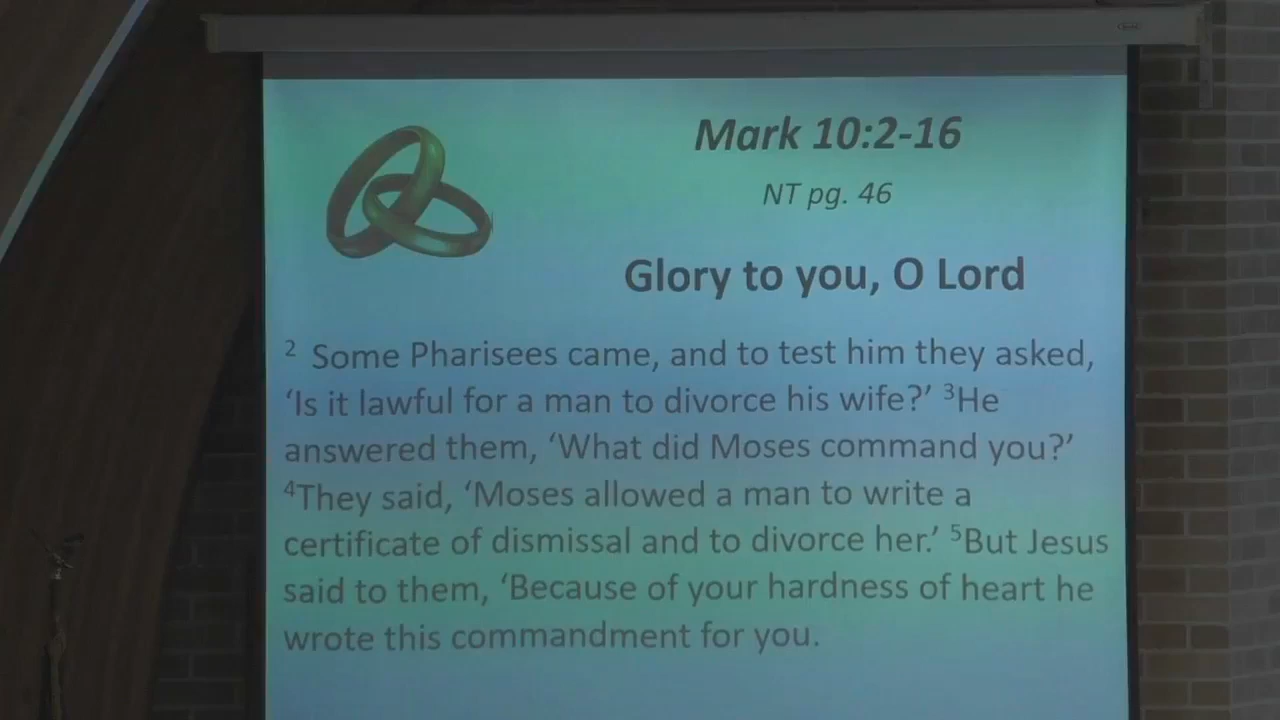 Mark 10:2-16
NT pg. 46
Glory to you, O Lord
² Some Pharisees came, and to test him they asked,
‘Is it lawful for a man to divorce his wife?’ ³He
answered them, ‘What did Moses command you?’
⁴They said, ‘Moses allowed a man to write a
certificate of dismissal and to divorce her.’ ⁵But Jesus
said to them, ‘Because of your hardness of heart he
wrote this commandment for you.